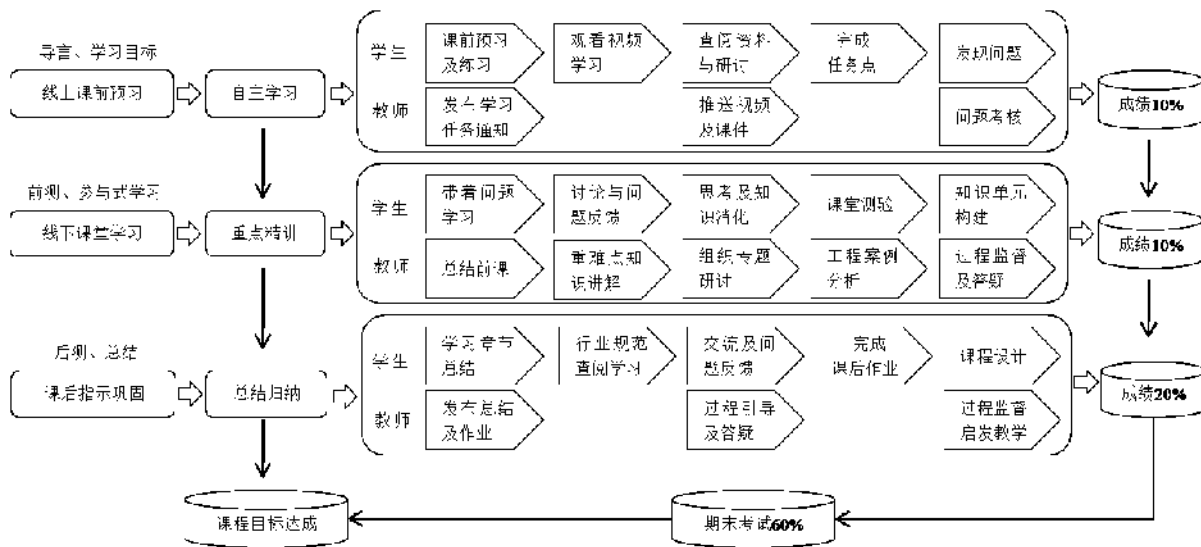 导言、学习目标
线上课前预习
自主学习
学生
课前预习
及练习
观看视频
学习
查阅资料
与研讨
完成
任务点
发现问题
教师
发布学习
任务通知
推送视频
及课件
问题考核
成绩10%
前测、参与式学习
线下课堂学习
重点精训
学生
带着问题
学习
讨论与问
题反馈
思考及知
识消化
课堂测验
知识单元
构建
教师
总结前课
重难点知
识讲解
组织专题
研讨
工程案例
分析
过程监督
及答疑
成绩10%
后测、总结
课后指示巩固
总结归纳
学生
学习章节
总结
行业规范
查阅学习
交流及问
题反馈
完成
课后作业
课程设计
教师
发布总结
及作业
过程引导
及答疑
过程监督
启发教学
成绩20%
课程目标达成
期末考试60%